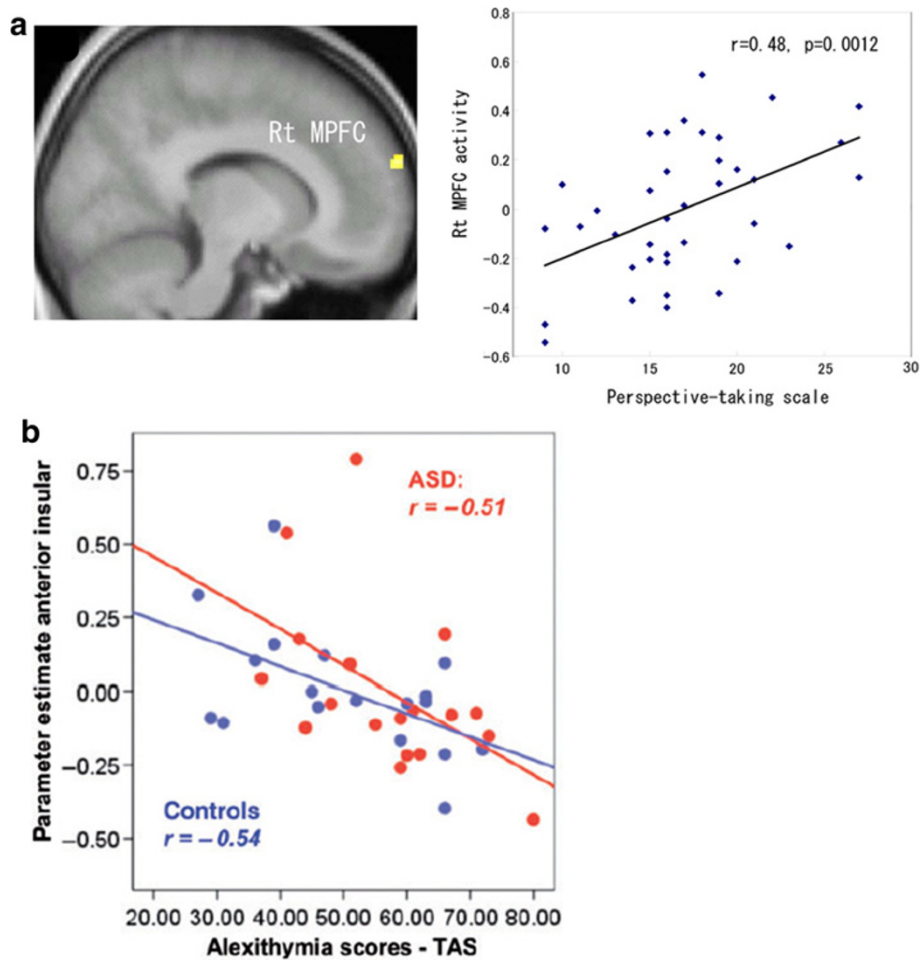 a
Rt MPFC
r=0.48, p=0.0012
Rt MPFC activity
0.8
0.6
0.4
0.2
0
-0.2
-0.4
-0.6
10 15 20 25 30
Perspective-taking scale
b
Parameter estimate anterior insular
0.75
0.50
0.25
0.00
-0.25
-0.50
ASD:
r = -0.51
Controls
r = -0.54
20.00 30.00 40.00 50.00 60.00 70.00 80.00
Alexithymia scores - TAS